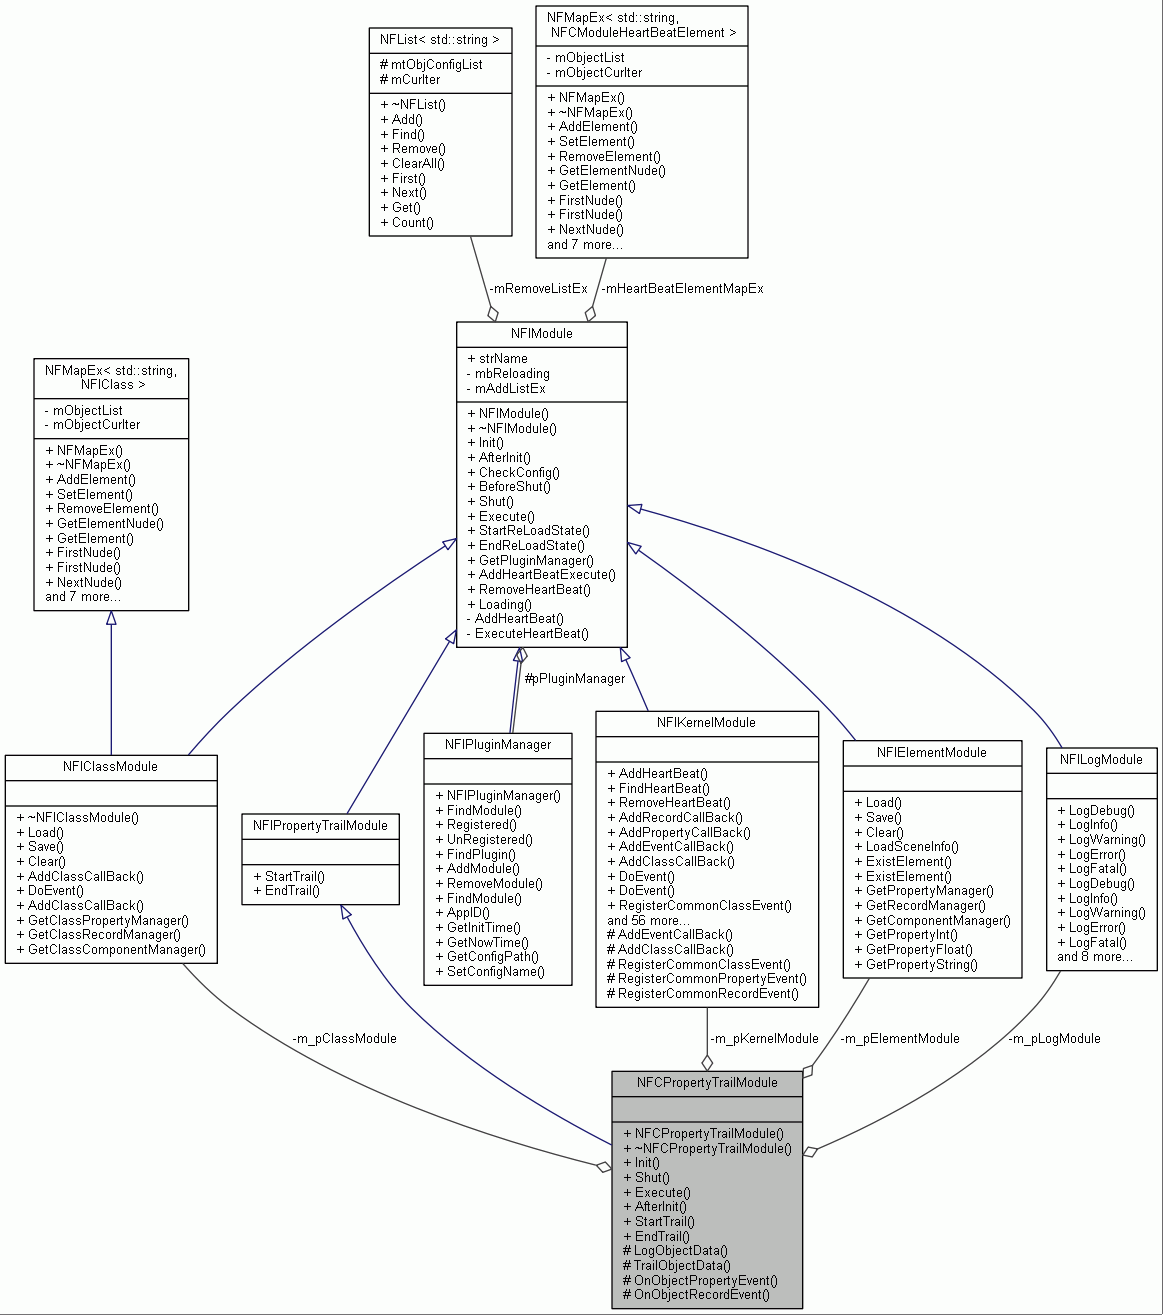 NFList< std::string >
# mtObjConfigList
# mCurIter
+ ~NFList()
+ Add()
+ Find()
+ Remove()
+ ClearAll()
+ First()
+ Next()
+ Get()
+ Count()
NFMapEx< std::string,
NFCModuleHeartBeatElement >
- mObjectList
- mObjectCurIter
+ NFMapEx()
+ ~NFMapEx()
+ AddElement()
+ SetElement()
+ RemoveElement()
+ GetElementNude()
+ GetElement()
+ FirstNude()
+ FirstNude()
+ NextNude()
and 7 more...
-mRemoveListEx
-mHeartBeatElementMapEx
NFIModule
+ strName
- mbReloading
- mAddListEx
+ NFIModule()
+ ~NFIModule()
+ Init()
+ AfterInit()
+ CheckConfig()
+ BeforeShut()
+ Shut()
+ Execute()
+ StartReLoadState()
+ EndReLoadState()
+ GetPluginManager()
+ AddHeartBeatExecute()
+ RemoveHeartBeat()
+ Loading()
- AddHeartBeat()
- ExecuteHeartBeat()
NFMapEx< std::string,
NFIClass >
- mObjectList
- mObjectCurIter
+ NFMapEx()
+ ~NFMapEx()
+ AddElement()
+ SetElement()
+ RemoveElement()
+ GetElementNude()
+ GetElement()
+ FirstNude()
+ FirstNude()
+ NextNude()
and 7 more...
#pPluginManager
NFIClassModule
+ ~NFIClassModule()
+ Load()
+ Save()
+ Clear()
+ AddClassCallBack()
+ DoEvent()
+ AddClassCallBack()
+ GetClassPropertyManager()
+ GetClassRecordManager()
+ GetClassComponentManager()
NFIPropertyTrailModule
+ StartTrail()
+ EndTrail()
NFIPluginManager
+ NFIPluginManager()
+ FindModule()
+ Registered()
+ UnRegistered()
+ FindPlugin()
+ AddModule()
+ RemoveModule()
+ FindModule()
+ AppID()
+ GetInitTime()
+ GetNowTime()
+ GetConfigPath()
+ SetConfigName()
NFIKernelModule
+ AddHeartBeat()
+ FindHeartBeat()
+ RemoveHeartBeat()
+ AddRecordCallBack()
+ AddPropertyCallBack()
+ AddEventCallBack()
+ AddClassCallBack()
+ DoEvent()
+ DoEvent()
+ RegisterCommonClassEvent()
and 56 more...
# AddEventCallBack()
# AddClassCallBack()
# RegisterCommonClassEvent()
# RegisterCommonPropertyEvent()
# RegisterCommonRecordEvent()
NFIElementModule
+ Load()
+ Save()
+ Clear()
+ LoadSceneInfo()
+ ExistElement()
+ ExistElement()
+ GetPropertyManager()
+ GetRecordManager()
+ GetComponentManager()
+ GetPropertyInt()
+ GetPropertyFloat()
+ GetPropertyString()
NFILogModule
+ LogDebug()
+ LogInfo()
+ LogWarning()
+ LogError()
+ LogFatal()
+ LogDebug()
+ LogInfo()
+ LogWarning()
+ LogError()
+ LogFatal()
and 8 more...
-m_pClassModule
-m_pKernelModule
-m_pElementModule
-m_pLogModule
NFCPropertyTrailModule
+ NFCPropertyTrailModule()
+ ~NFCPropertyTrailModule()
+ Init()
+ Shut()
+ Execute()
+ AfterInit()
+ StartTrail()
+ EndTrail()
# LogObjectData()
# TrailObjectData()
# OnObjectPropertyEvent()
# OnObjectRecordEvent()